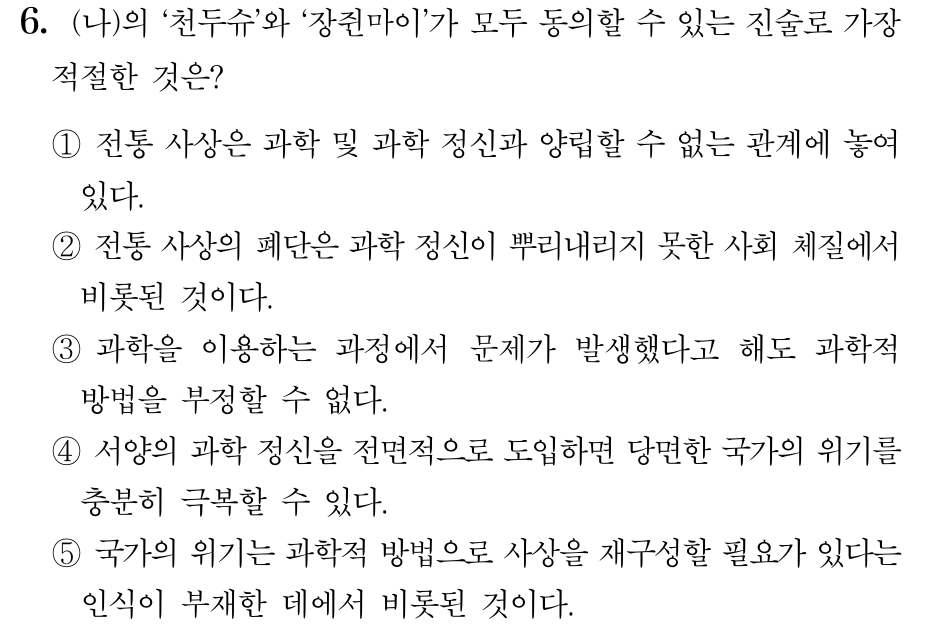 6. (나)의 ‘천두슈’와 ‘장쥔마이’가 모두 동의할 수 있는 진술로 가장
적절한 것은?
① 전통 사상은 과학 및 과학 정신과 양립할 수 없는 관계에 놓여
있다.
② 전통 사상의 폐단은 과학 정신이 뿌리내리지 못한 사회 체질에서
비롯된 것이다.
③ 과학을 이용하는 과정에서 문제가 발생했다고 해도 과학적
방법을 부정할 수 없다.
④ 서양의 과학 정신을 전면적으로 도입하면 당면한 국가의 위기를
충분히 극복할 수 있다.
⑤ 국가의 위기는 과학적 방법으로 사상을 재구성할 필요가 있다는
인식이 부재한 데에서 비롯된 것이다.